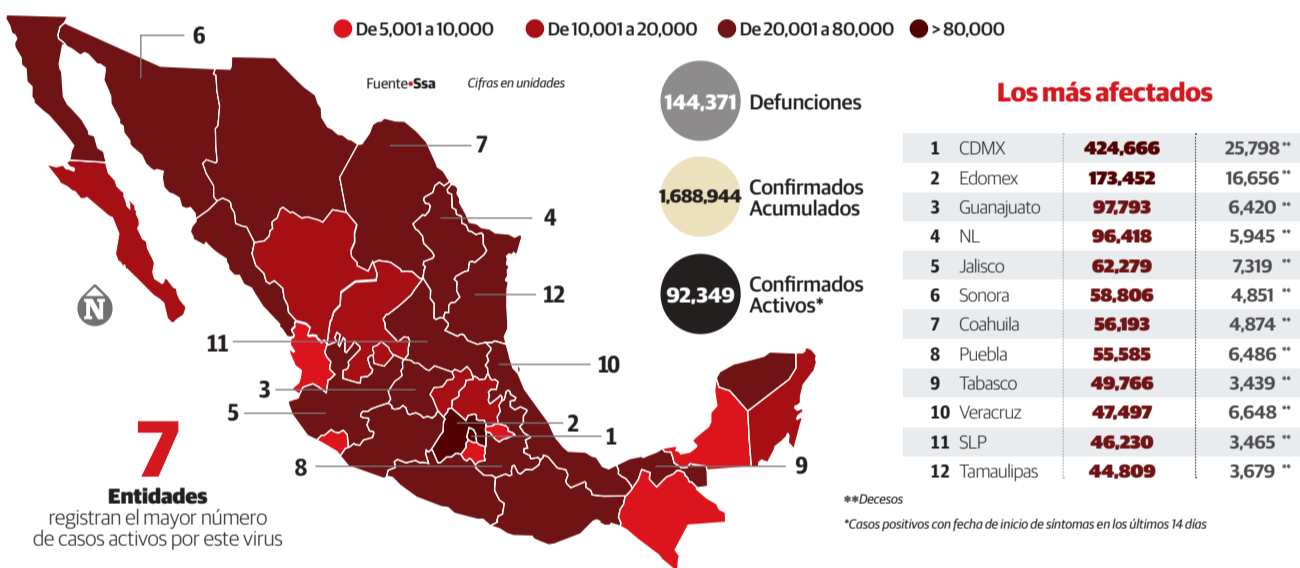 De 5,001 a 10,000
De 10,001 a 20,000
De 20,001 a 80,000
> 80,000
Fuente•Ssa
Cifras en unidades
6
7
4
12
11
10
3
5
2
1
8
9
N
144,371
Defunciones
1,688,944
Confirmados
Acumulados
92,349
Confirmados
Activos*
7
Entidades
registran el mayor número
de casos activos por este virus
Los más afectados
1 CDMX 424,666 25,798**
2 Edomex 173,452 16,656**
3 Guanajuato 97,793 6,420**
4 NL 96,418 5,945**
5 Jalisco 62,279 7,319**
6 Sonora 58,806 4,851**
7 Coahuila 56,193 4,874**
8 Puebla 55,585 6,486**
9 Tabasco 49,766 3,439**
10 Veracruz 47,497 6,648**
11 SLP 46,230 3,465**
12 Tamaulipas 44,809 3,679**
**Decesos
*Casos positivos con fecha de inicio de síntomas en los últimos 14 días